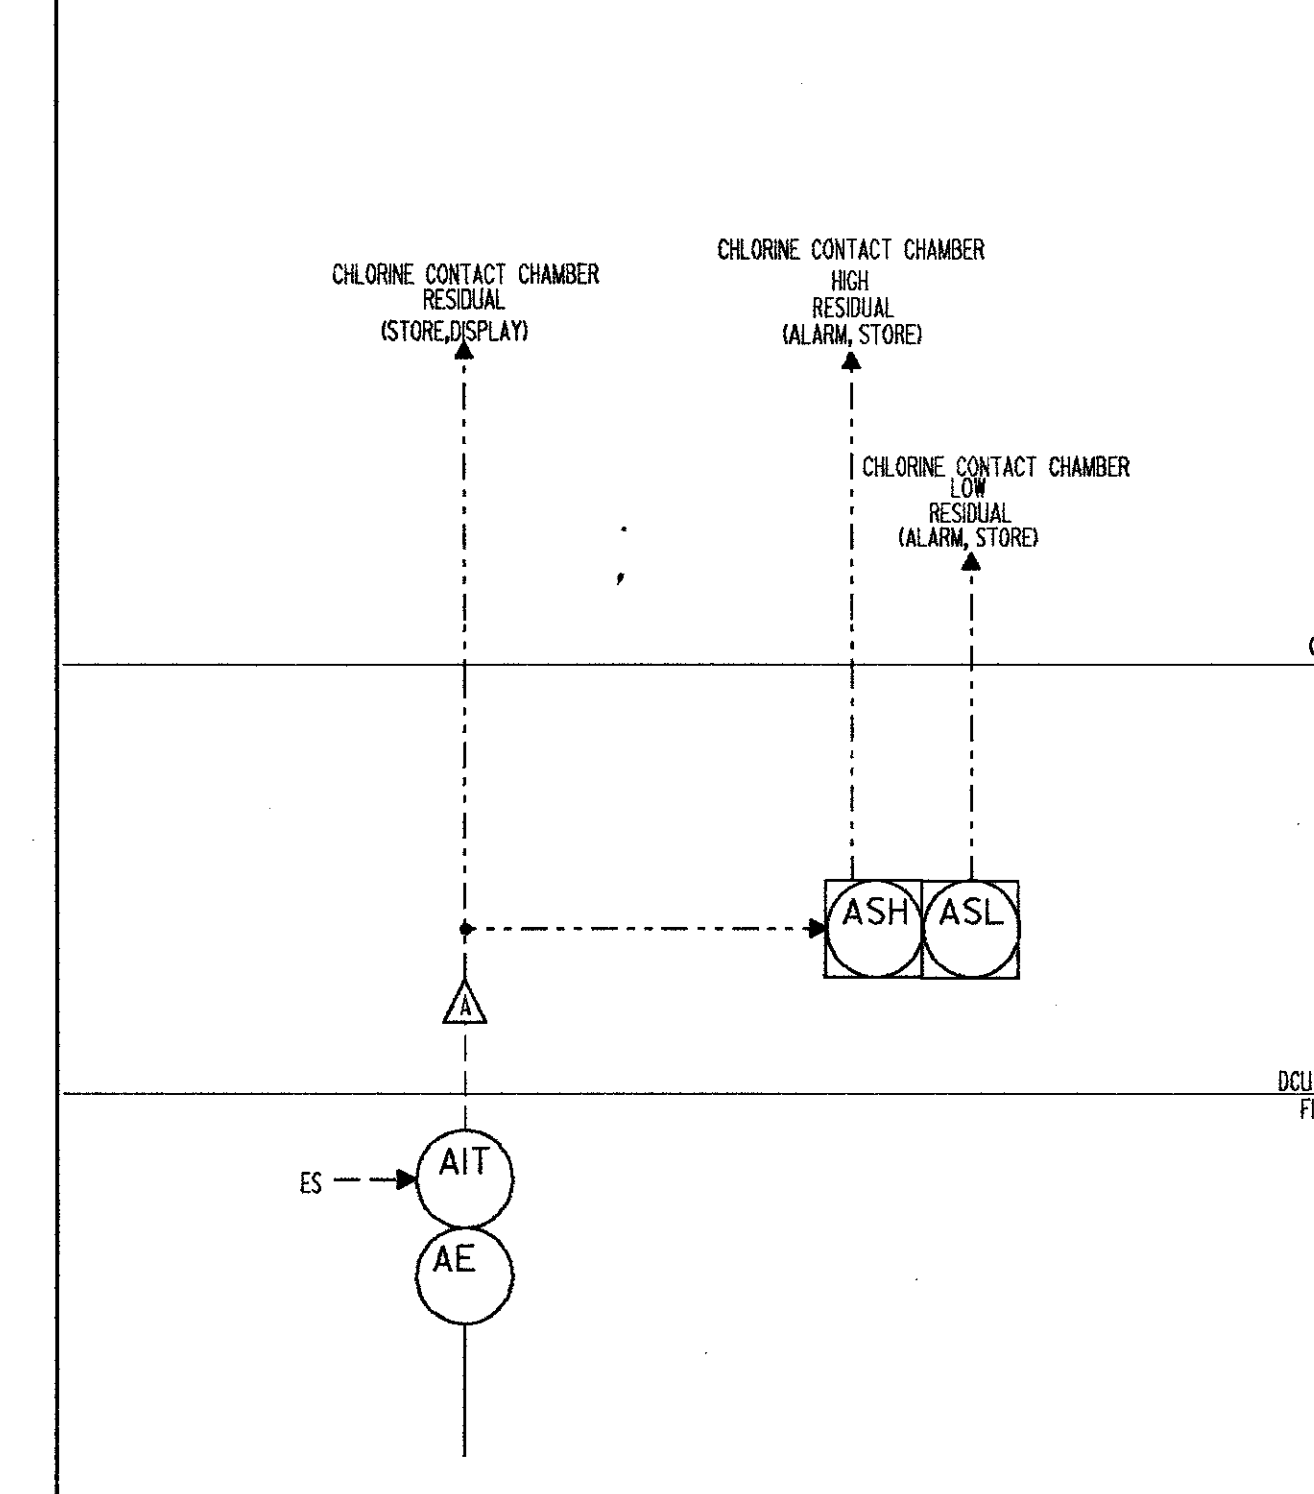 CHLORINE CONTACT CHAMBER
RESIDUAL
(STORE,DISPLAY)
CHLORINE CONTACT CHAMBER
HIGH
RESIDUAL
(ALARM, STORE)
CHLORINE CONTACT CHAMBER
LOW
RESIDUAL
(ALARM, STORE)
ASH
ASL
A
DCU
AIT
ES
AE